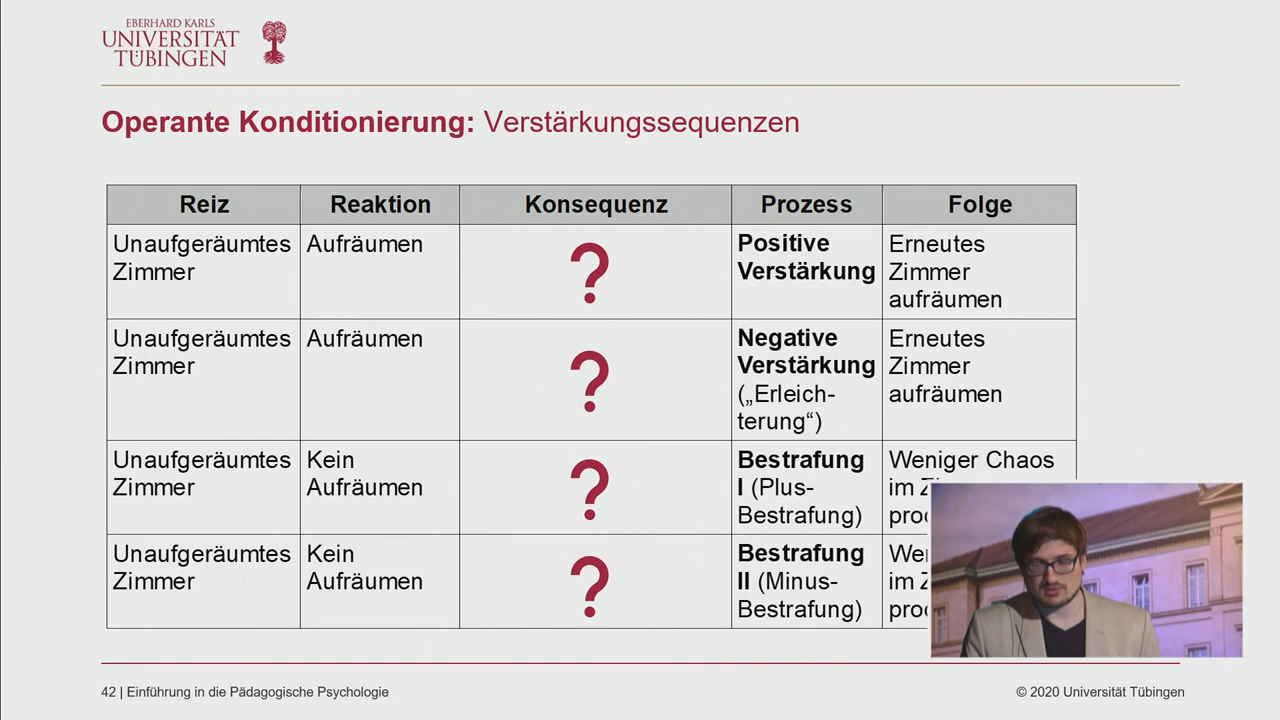 EBERHARD KARLS
UNIVERSITÄT
TÜBINGEN
Operante Konditionierung: Verstärkungssequenzen
Reiz Reaktion Konsequenz Prozess Folge
Unaufgeräumtes
Zimmer
Aufräumen
?
Positive
Verstärkung
Erneutes
Zimmer
aufräumen
Unaufgeräumtes
Zimmer
Aufräumen
?
Negative
Verstärkung
(„Erleich-
terung“)
Erneutes
Zimmer
aufräumen
Unaufgeräumtes
Zimmer
Kein
Aufräumen
?
Bestrafung
I (Plus-
Bestrafung)
Weniger Chaos
im
Unaufgeräumtes
Zimmer
Kein
Aufräumen
?
Bestrafung
II (Minus-
Bestrafung)
im
42 | Einführung in die Pädagogische Psychologie
© 2020 Universität Tübingen